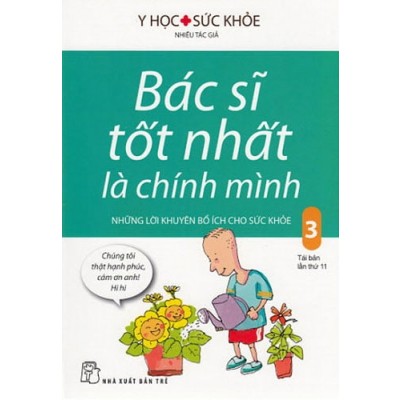 Y HỌC SỨC KHỎE
NHIỀU TÁC GIẢ
Bác sĩ
tốt nhất
là chính mình
NHỮNG LỜI KHUYÊN BỔ ÍCH CHO SỨC KHỎE
3
Tái bản
lần thứ 11
Chúng tôi
thật hạnh phúc,
cám ơn anh!
Hi hi
NHÀ XUẤT BẢN TRẺ